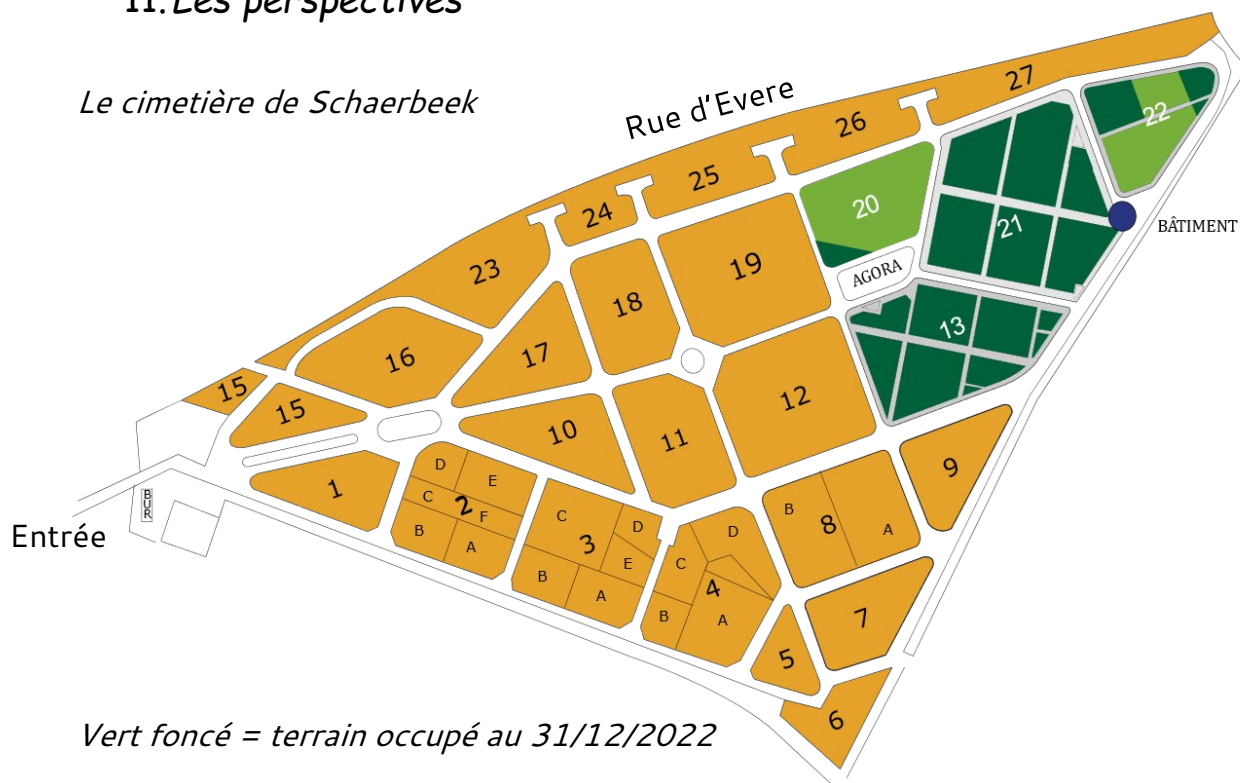 II. Les perspectives
Le cimetière de Schaerbeek
Rue d'Evere
27
22
26
25
20
24
21
BÂTIMENT
19
AGORA
23
18
13
16
17
15
12
15
10
11
9
1
D
E
C
2
F
B
A
C
D
3
E
B
A
D
C
4
B
A
B
8
A
7
5
6
BUR
Entrée
Vert foncé = terrain occupé au 31/12/2022